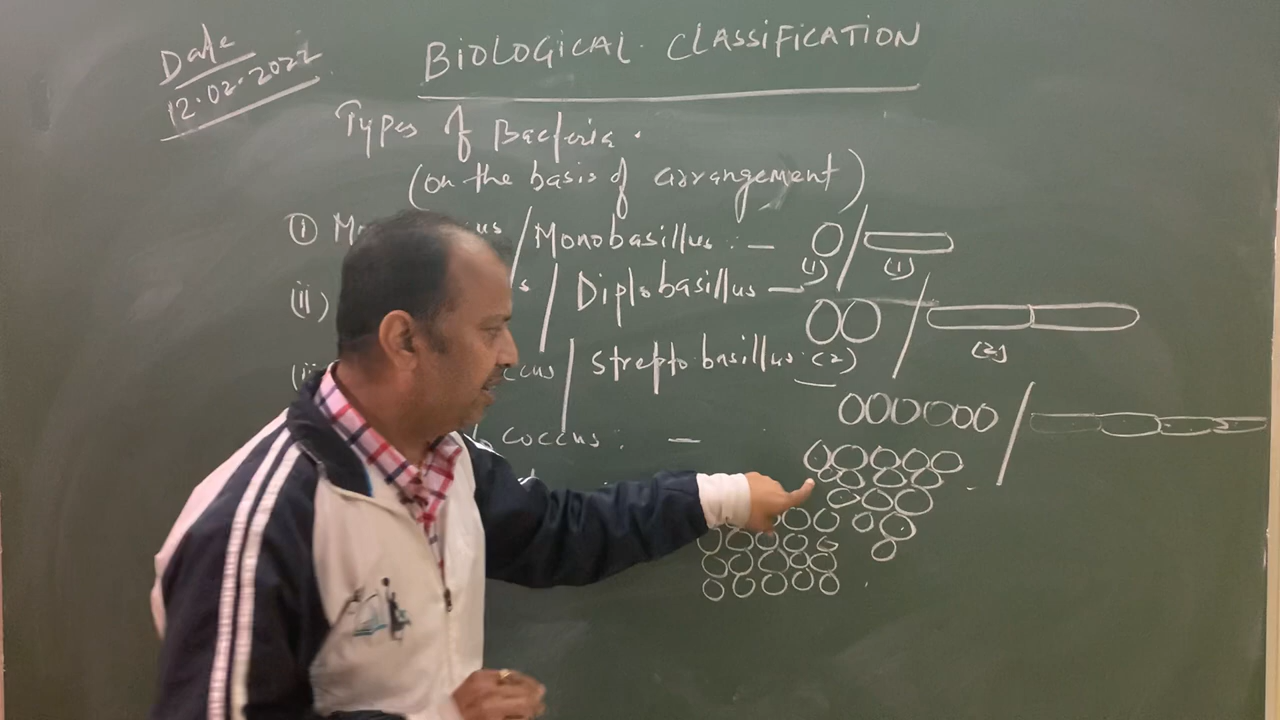 Date
12.02.2022
BIOLOGICAL CLASSIFICATION
Types of Bacteria.
(on the basis of arrangement)
(i) / Monobasillus : —
(1) (1)
(ii) / Diplobasillus —
(2)
/ Streptobasillus (2)
coccus : —